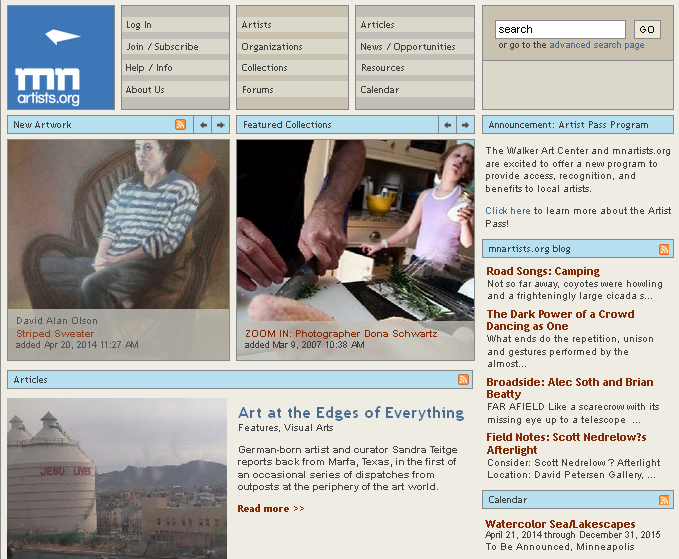 mn
artists.org
Log In
Join / Subscribe
Help / Info
About Us
Artists
Organizations
Collections
Forums
Articles
News / Opportunities
Resources
Calendar
search
GO
or go to the advanced search page
New Artwork
David Alan Olson
Striped Sweater
added Apr 20, 2014 11:27 AM
Featured Collections
ZOOM IN: Photographer Dona Schwartz
added Mar 9, 2007 10:38 AM
Announcement: Artist Pass Program
The Walker Art Center and mnartists.org
are excited to offer a new program to
provide access, recognition, and
benefits to local artists.
Click here to learn more about the Artist
Pass!
mnartists.org blog
Road Songs: Camping
Not so far away, coyotes were howling
and a frighteningly large cicada s...
The Dark Power of a Crowd
Dancing as One
What ends do the repetition, unison
and gestures performed by the
almost...
Broadside: Alec Soth and Brian
Beatty
FAR AFIELD Like a scarecrow with its
missing eye up to a telescope ...
Field Notes: Scott Nedrelow?s
Afterlight
Consider: Scott Nedrelow ? Afterlight
Location: David Petersen Gallery, ...
Articles
JESU LIVES
Art at the Edges of Everything
Features, Visual Arts
German-born artist and curator Sandra Teitge
reports back from Marfa, Texas, in the first of
an occasional series of dispatches from
outposts at the periphery of the art world.
Read more >>
Calendar
Watercolor Sea/Lakescapes
April 21, 2014 through December 31, 2015
To Be Announced, Minneapolis